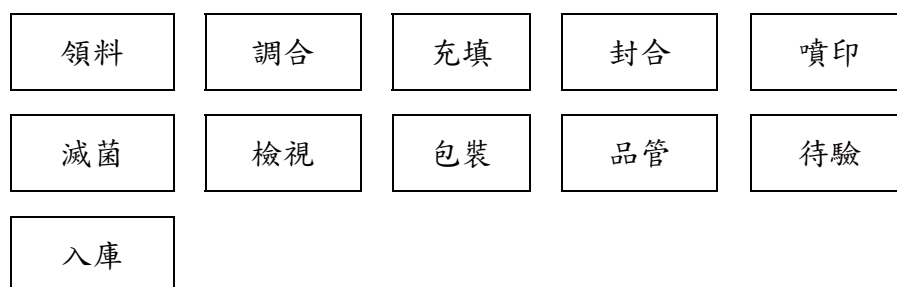 領料 調合 充填 封合 噴印
滅菌 檢視 包裝 品管 待驗
入庫